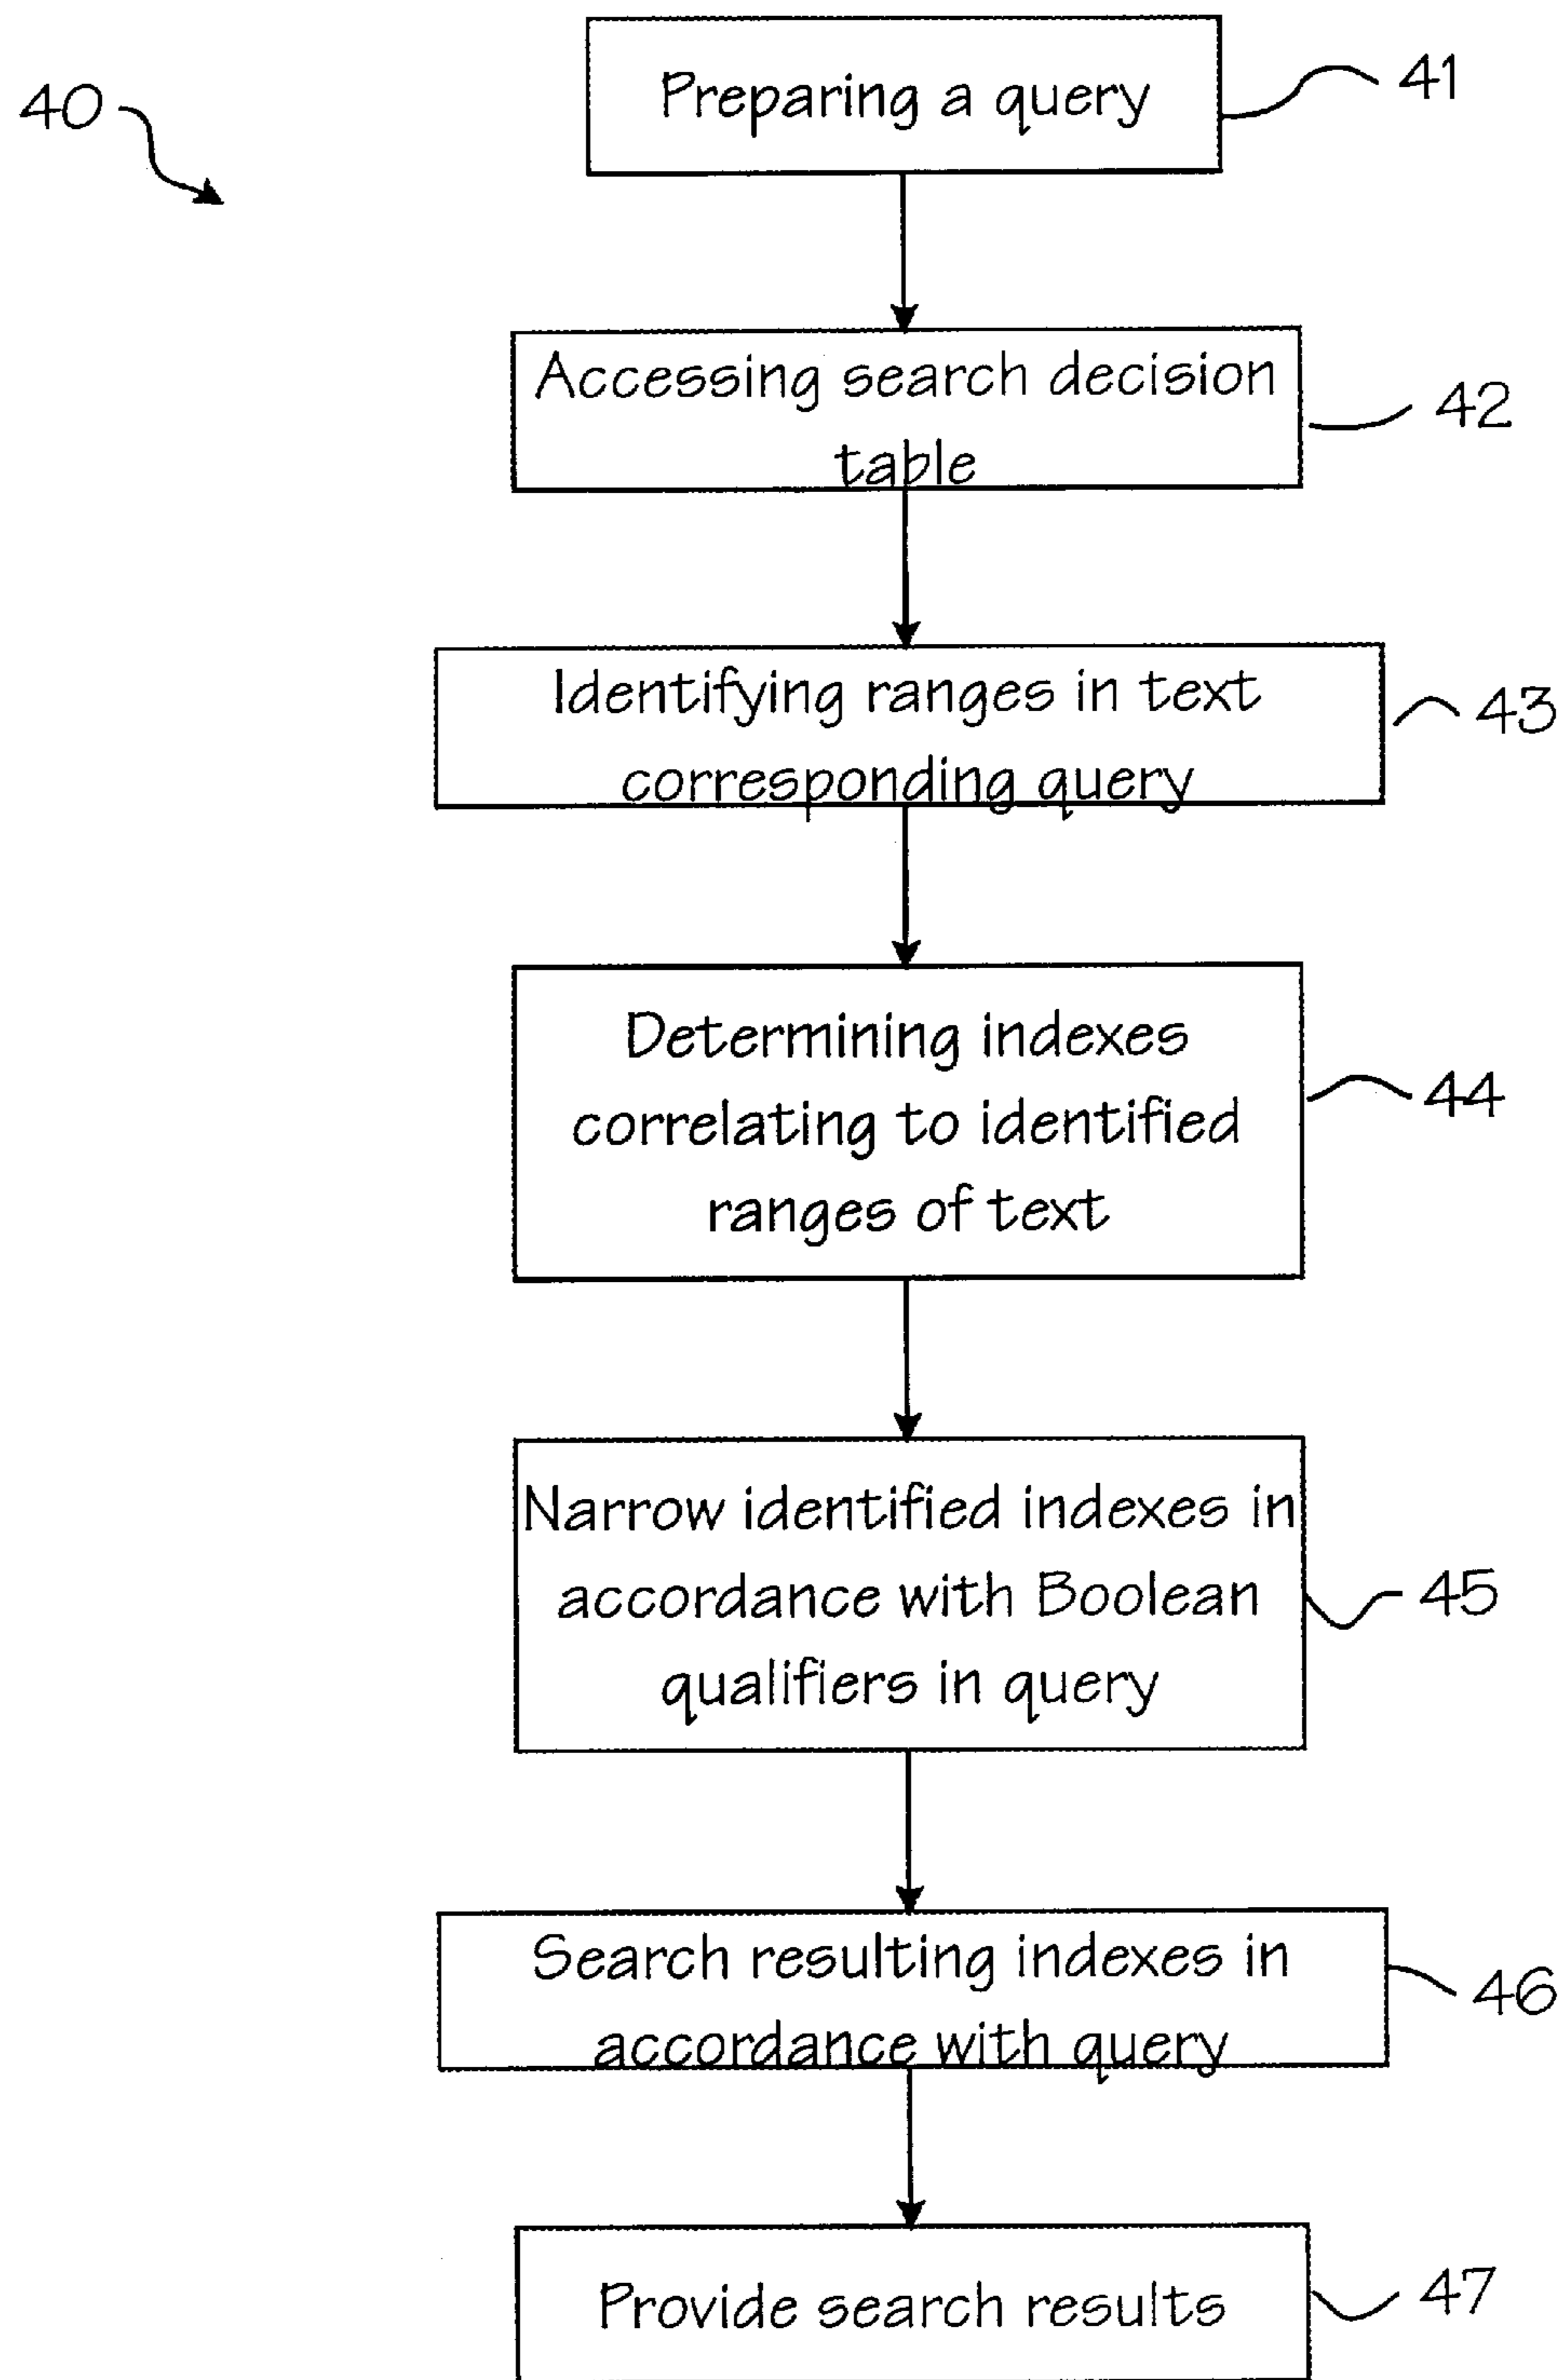 40
Preparing a query
41
Accessing search decision
table
42
Identifying ranges in text
corresponding query
43
Determining indexes
correlating to identified
ranges of text
44
Narrow identified indexes in
accordance with Boolean
qualifiers in query
45
Search resulting indexes in
accordance with query
46
Provide search results
47